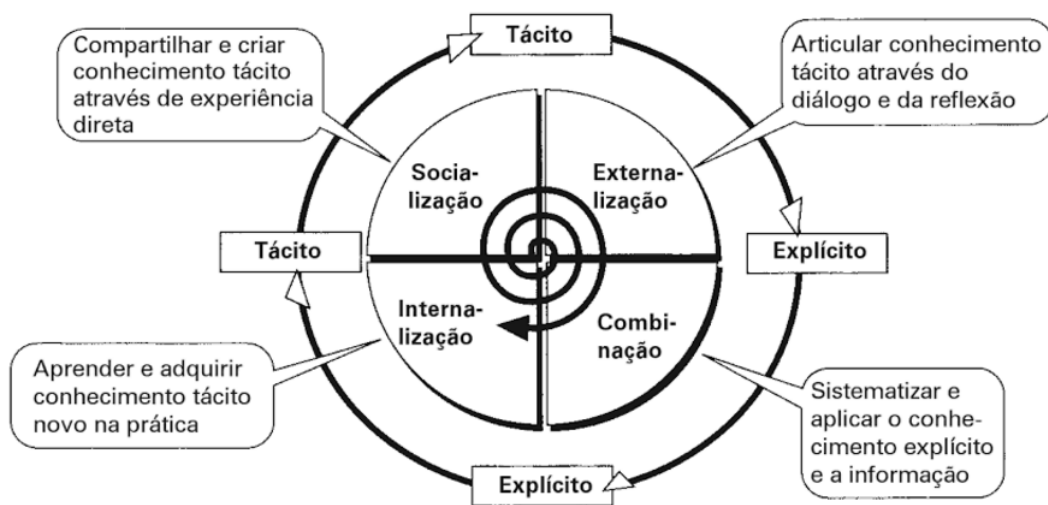 Tácito
Compartilhar e criar
conhecimento tácito
através de experiência
direta
Articular conhecimento
tácito através do
diálogo e da reflexão
Socia-
lização
Externa-
lização
Tácito
Explícito
Interna-
lização
Combi-
nação
Aprender e adquirir
conhecimento tácito
novo na prática
Sistematizar e
aplicar o conhe-
cimento explícito
e a informação
Explícito